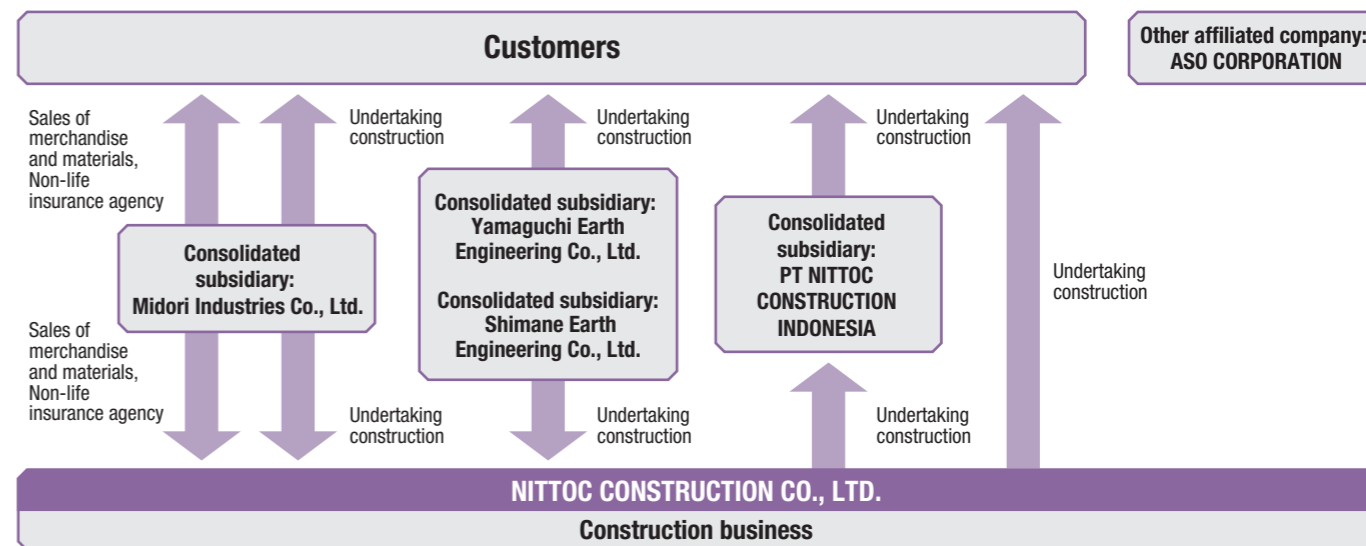 Customers
Other affiliated company:
ASO CORPORATION
Sales of
merchandise
and materials,
Non-life
insurance agency
Undertaking
construction
Undertaking
construction
Undertaking
construction
Consolidated
subsidiary:
Midori Industries Co., Ltd.
Consolidated subsidiary:
Yamaguchi Earth
Engineering Co., Ltd.
Consolidated subsidiary:
Shimane Earth
Engineering Co., Ltd.
Consolidated
subsidiary:
PT NITTOC
CONSTRUCTION
INDONESIA
Undertaking
construction
Sales of
merchandise
and materials,
Non-life
insurance agency
Undertaking
construction
Undertaking
construction
Undertaking
construction
NITTOC CONSTRUCTION CO., LTD.
Construction business